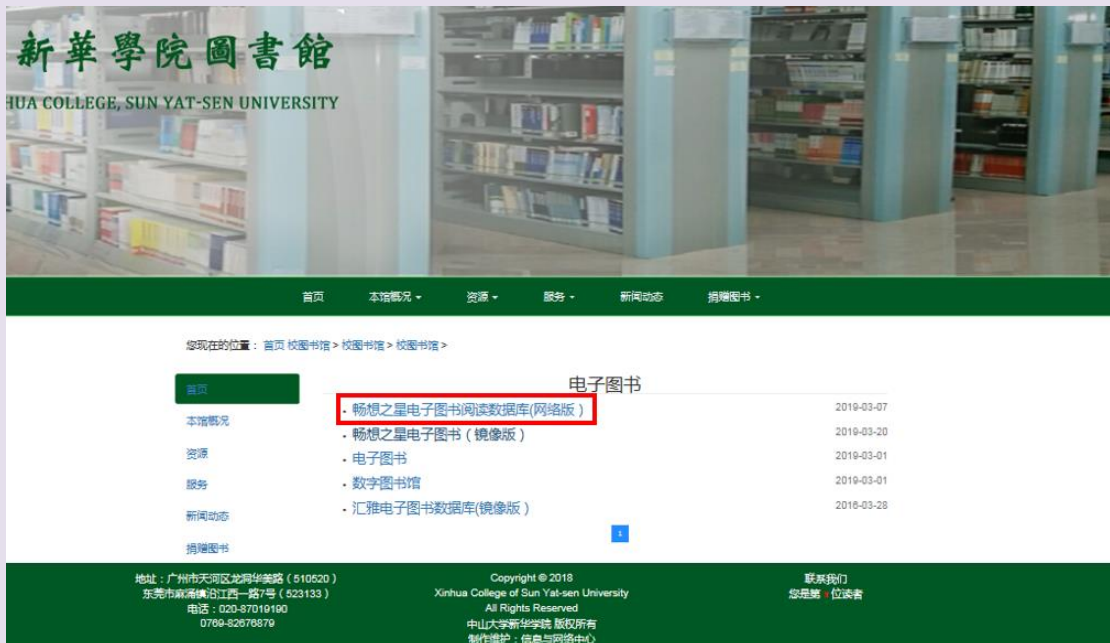 新華學院圖書館
HUA COLLEGE, SUN YAT-SEN UNIVERSITY
首页 本馆概况 资源 服务 新闻动态 捐赠图书
您现在的位置： 首页 校图书馆 > 校图书馆 > 校图书馆 >
首页
本馆概况
资源
服务
新闻动态
捐赠图书
电子图书
· 畅想之星电子图书阅读数据库(网络版） 2019-03-07
· 畅想之星电子图书（镜像版） 2019-03-20
· 电子图书 2019-03-01
· 数字图书馆 2019-03-01
· 汇雅电子图书数据库(镜像版） 2016-03-28
1
地址：广州市天河区龙洞华美路（510520）
东莞市麻涌镇沿江西一路7号（523133）
电话：020-87019190
0769-82676879
Copyright © 2018
Xinhua College of Sun Yat-sen University
All Rights Reserved
中山大学新华学院 版权所有
制作维护：信息与网络中心
联系我们
您是第 位读者